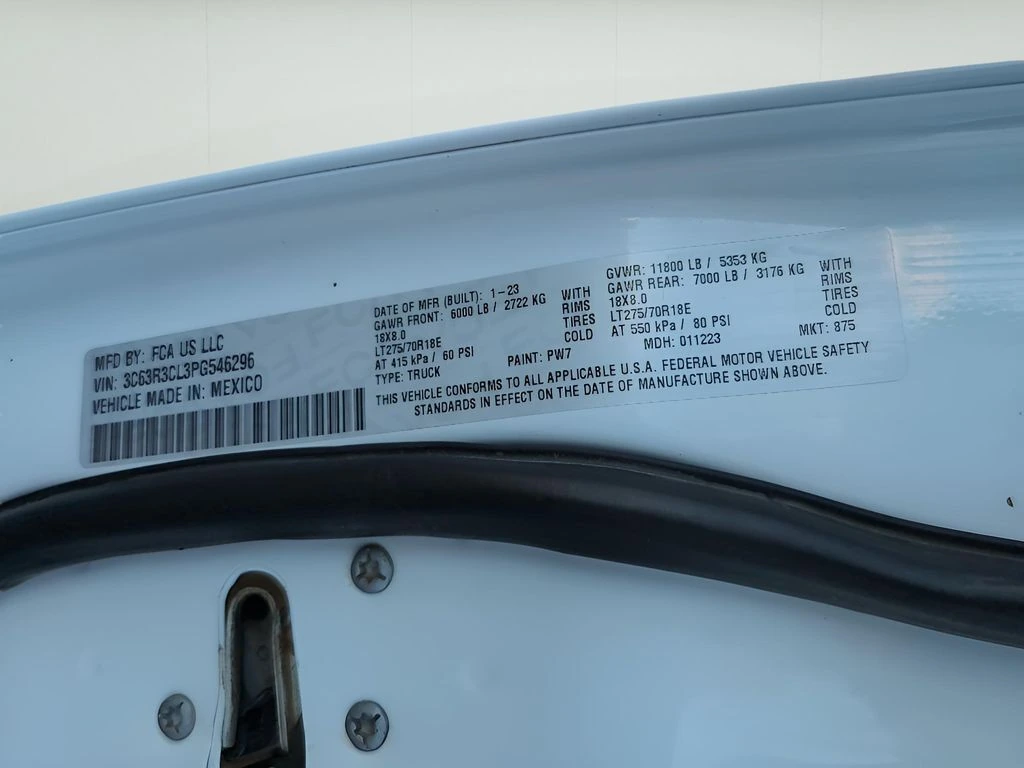 MFD BY: FCA US LLC
VIN: 3C63R3CL3PG546296
VEHICLE MADE IN: MEXICO
DATE OF MFR (BUILT): 1-23
GAWR FRONT: 6000 LB / 2722 KG WITH
18X8.0 RIMS
LT275/70R18E TIRES
AT 415 kPa / 60 PSI COLD
TYPE: TRUCK PAINT: PW7
GVWR: 11800 LB / 5353 KG
GAWR REAR: 7000 LB / 3176 KG WITH
18X8.0 RIMS
LT275/70R18E TIRES
AT 550 kPa / 80 PSI COLD
MDH: 011223 MKT: 875
THIS VEHICLE CONFORMS TO ALL APPLICABLE U.S.A. FEDERAL MOTOR VEHICLE SAFETY
STANDARDS IN EFFECT ON THE DATE OF MANUFACTURE SHOWN ABOVE.